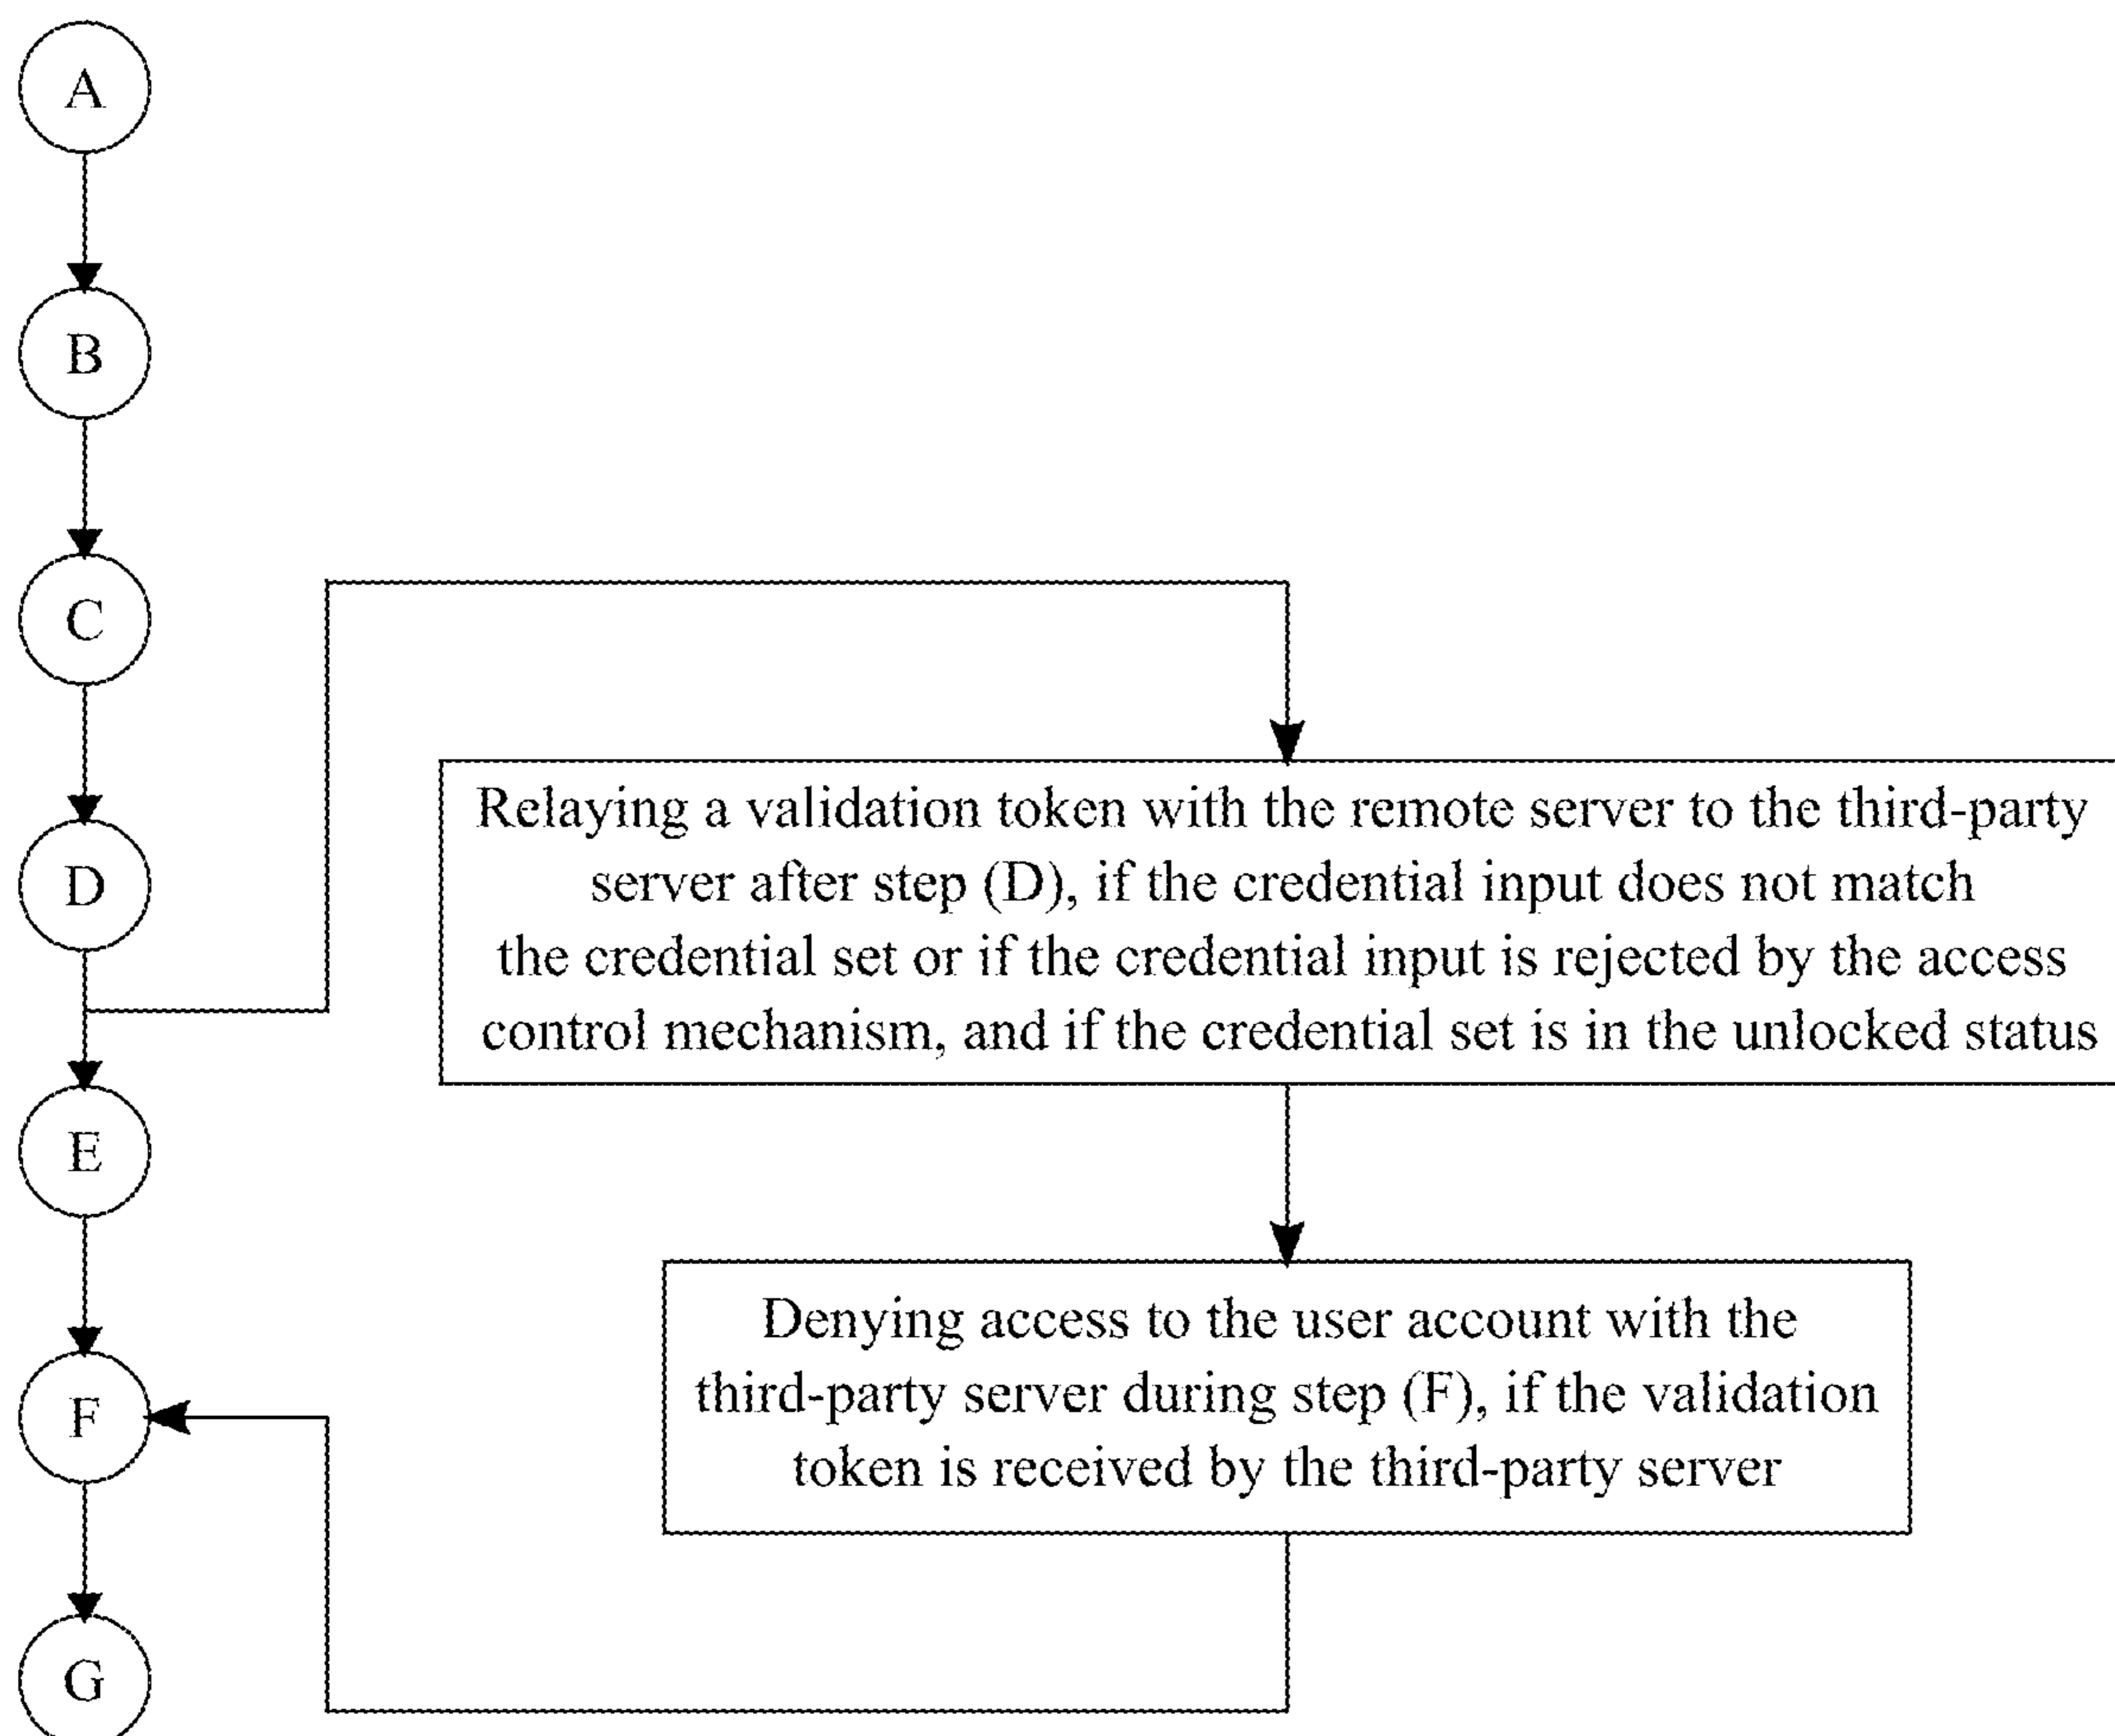 A
B
C
D
Relaying a validation token with the remote server to the third-party
server after step (D), if the credential input does not match
the credential set or if the credential input is rejected by the access
control mechanism, and if the credential set is in the unlocked status
E
Denying access to the user account with the
third-party server during step (F), if the validation
token is received by the third-party server
F
G